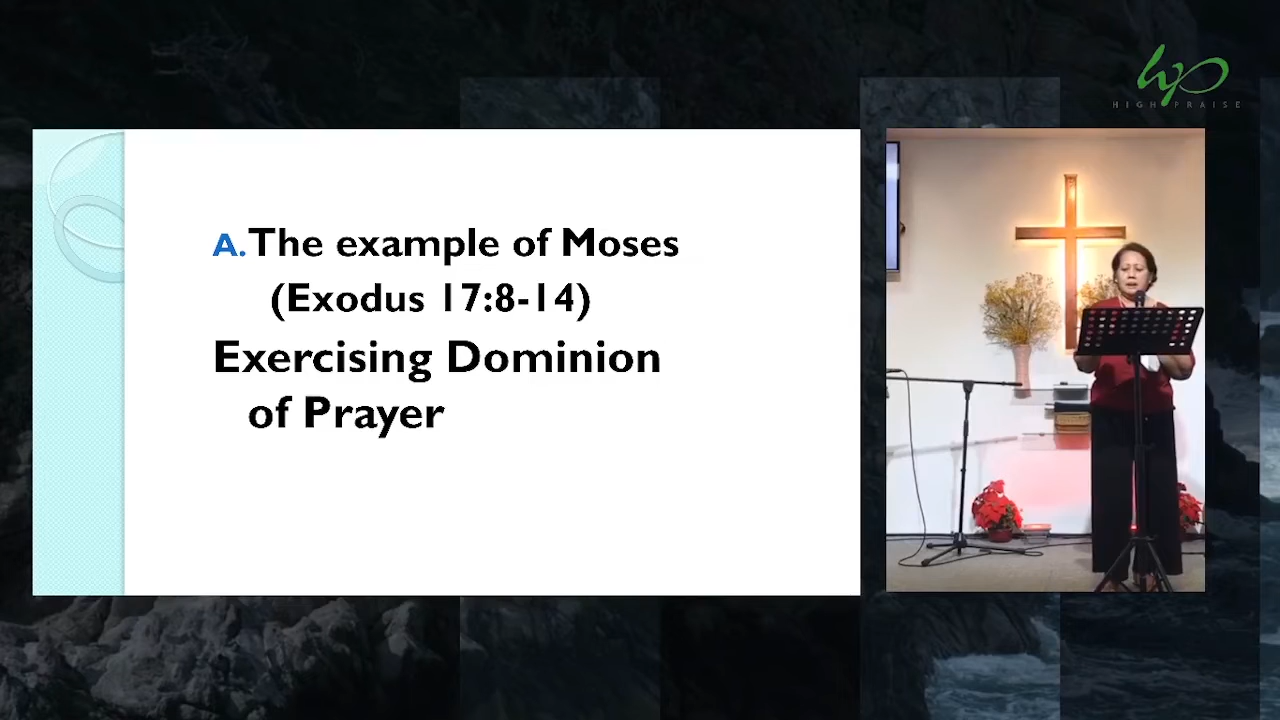 HIGH PRAISE
A. The example of Moses
(Exodus 17:8-14)
Exercising Dominion
of Prayer